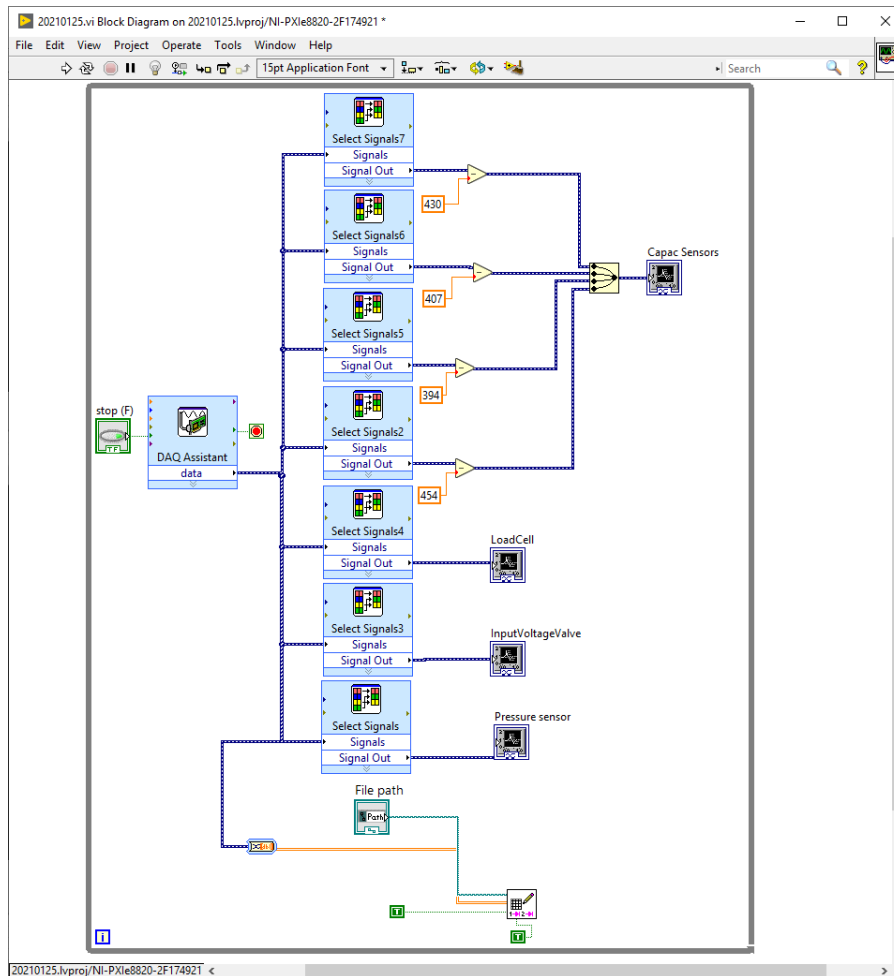 20210125.vi Block Diagram on 20210125.lvproj/NI-PXIe8820-2F174921 *
File Edit View Project Operate Tools Window Help
15pt Application Font
Search
Select Signals7
Signals
Signal Out
430
Select Signals6
Signals
Signal Out
407
Capac Sensors
Select Signals5
Signals
Signal Out
394
stop (F)
TF
DAQ Assistant
data
Select Signals2
Signals
Signal Out
454
Select Signals4
Signals
Signal Out
LoadCell
Select Signals3
Signals
Signal Out
InputVoltageValve
Select Signals
Signals
Signal Out
Pressure sensor
File path
Path
T
T
i
20210125.lvproj/NI-PXIe8820-2F174921